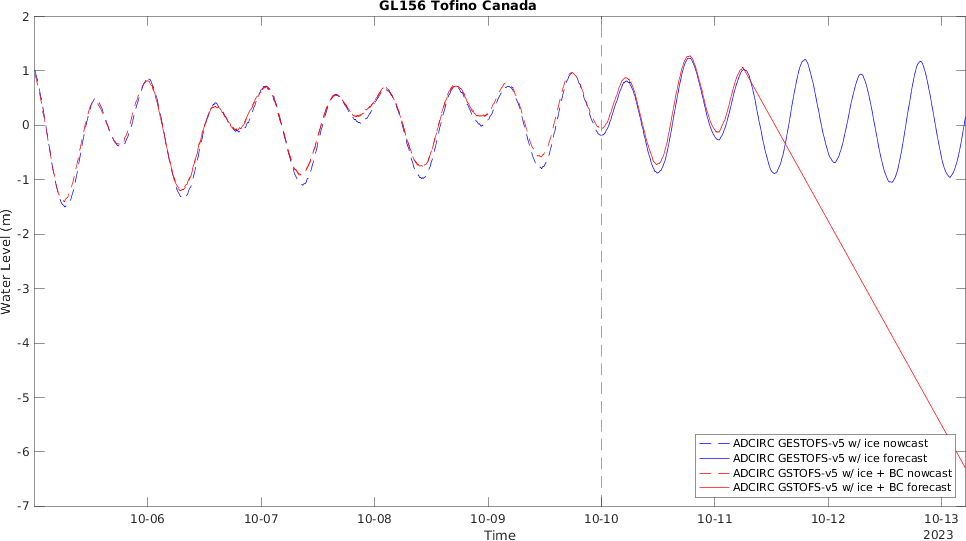 GL156 Tofino Canada
2
1
0
-1
-2
-3
-4
-5
-6
-7
Water Level (m)
10-06
10-07
10-08
10-09
10-10
10-11
10-12
10-13
2023
Time
ADCIRC GESTOFS-v5 w/ ice nowcast
ADCIRC GESTOFS-v5 w/ ice forecast
ADCIRC GSTOFS-v5 w/ ice + BC nowcast
ADCIRC GSTOFS-v5 w/ ice + BC forecast